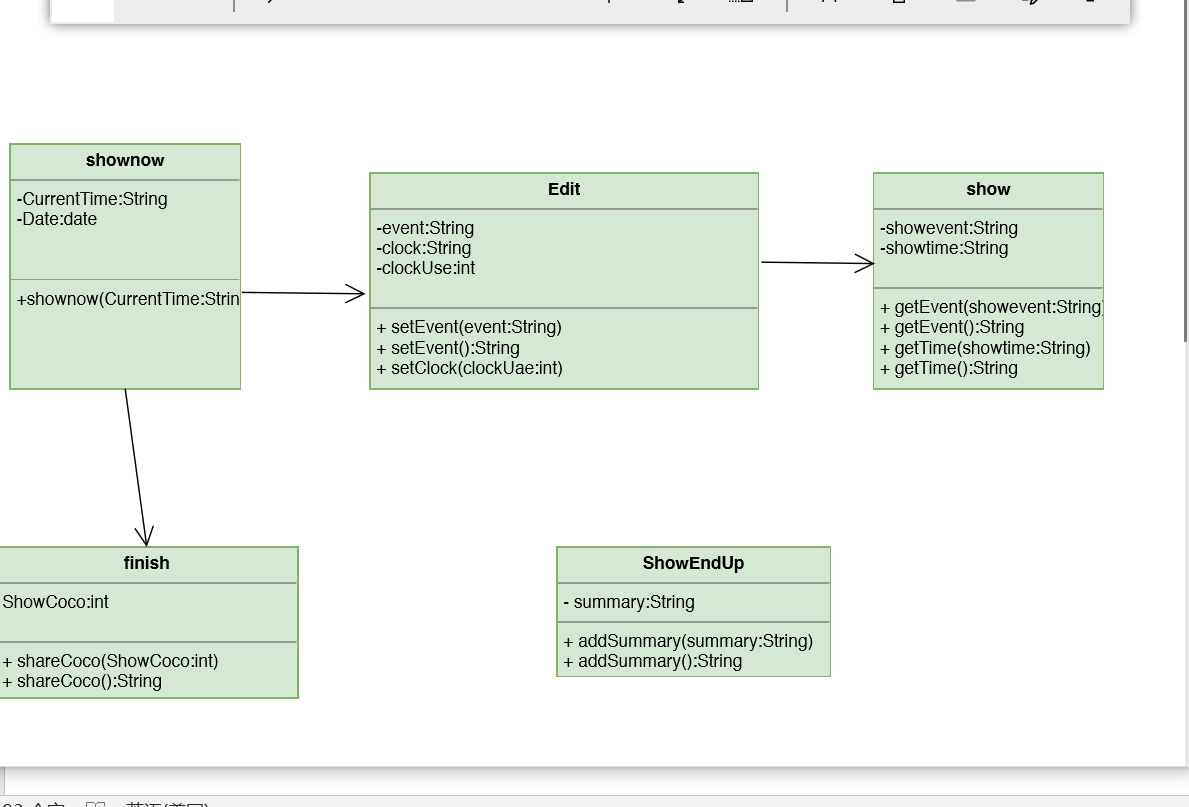 shownow
-CurrentTime:String
-Date:date
+shownow(CurrentTime:Strin
Edit
-event:String
-clock:String
-clockUse:int
+ setEvent(event:String)
+ setEvent():String
+ setClock(clockUae:int)
show
-showevent:String
-showtime:String
+ getEvent(showevent:String)
+ getEvent():String
+ getTime(showtime:String)
+ getTime():String
finish
ShowCoco:int
+ shareCoco(ShowCoco:int)
+ shareCoco():String
ShowEndUp
- summary:String
+ addSummary(summary:String)
+ addSummary():String